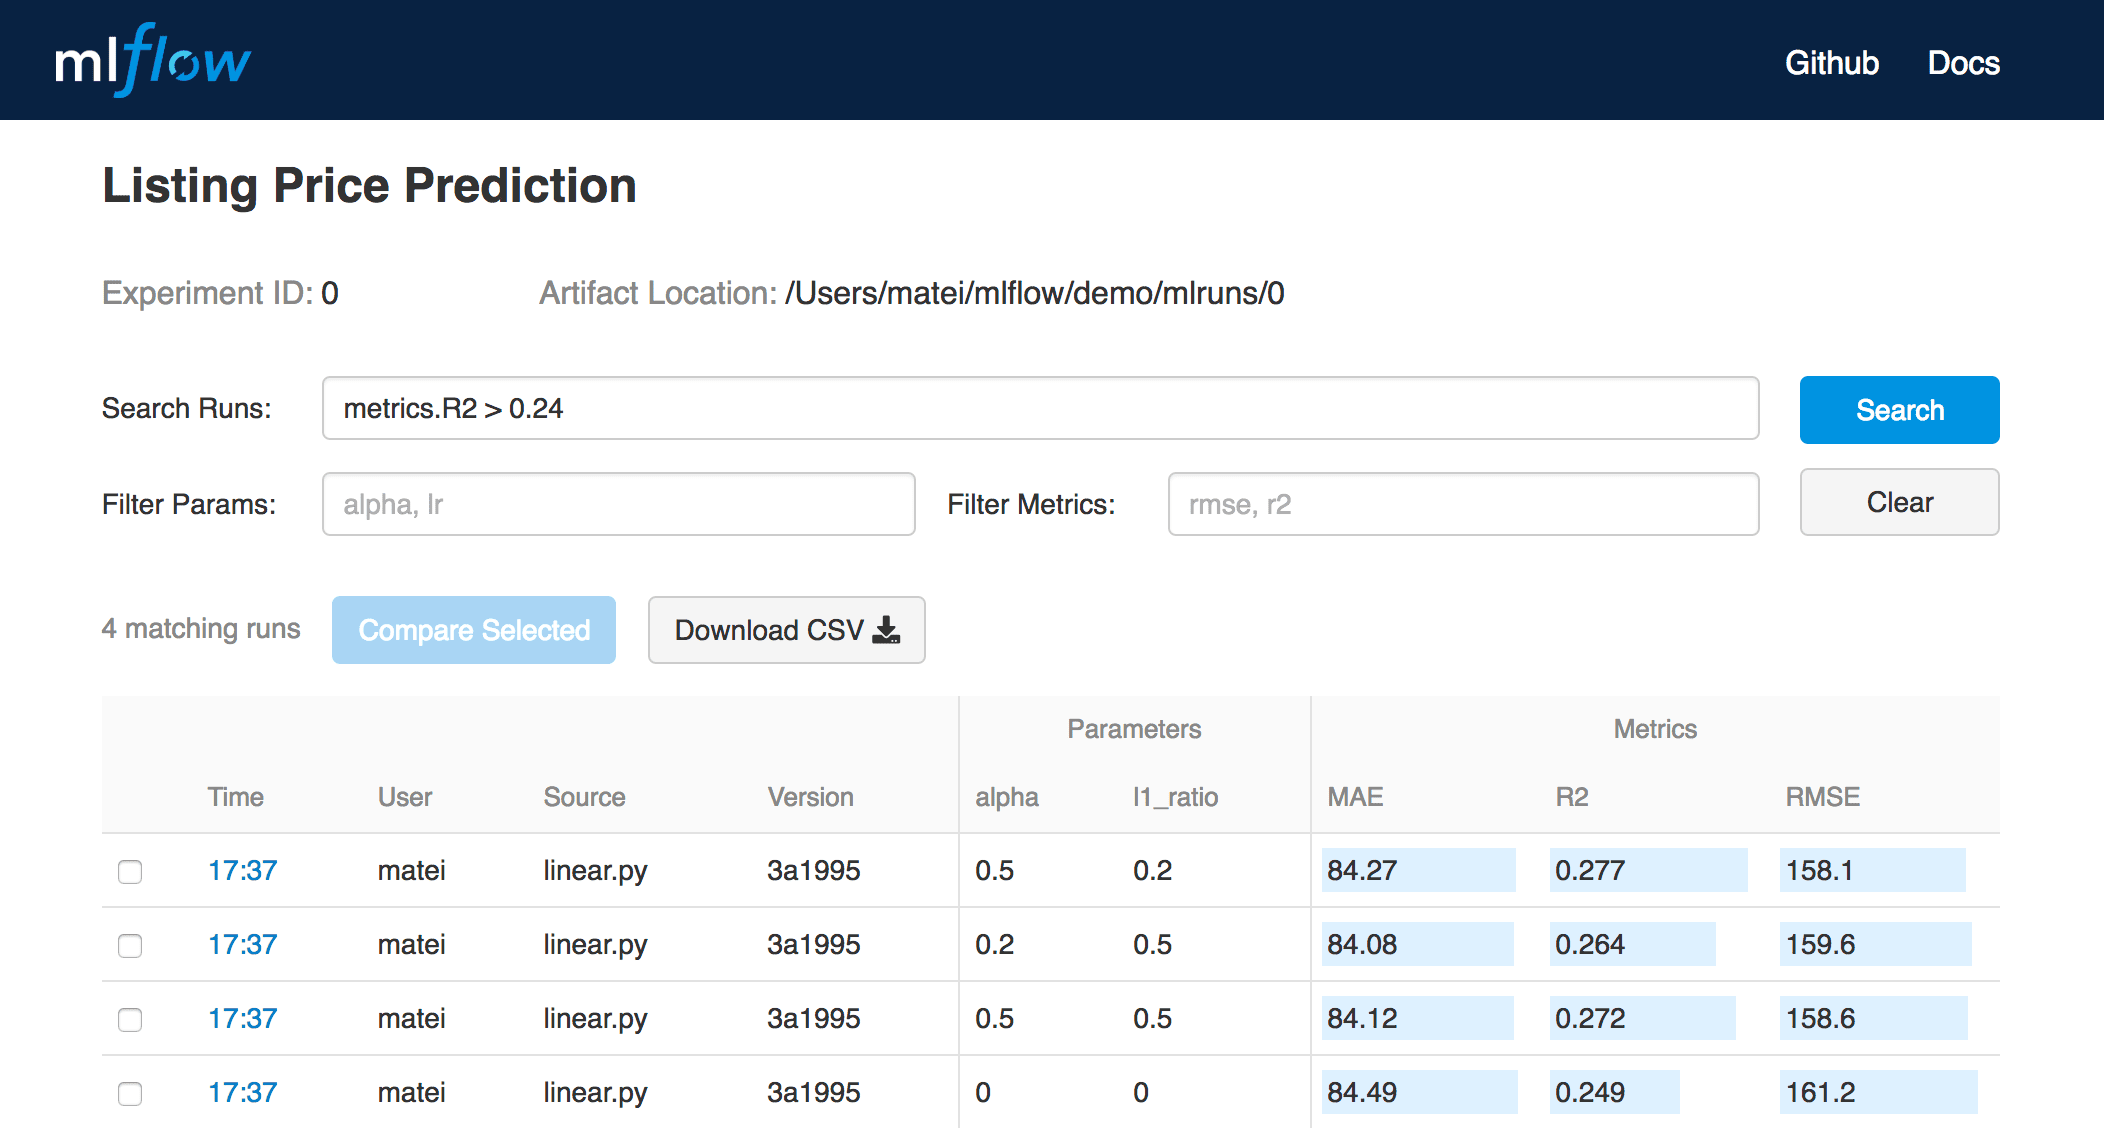 mlflow Github Docs
Listing Price Prediction
Experiment ID: 0 Artifact Location: /Users/matei/mlflow/demo/mlruns/0
Search Runs: metrics.R2 > 0.24 Search
Filter Params: alpha, lr Filter Metrics: rmse, r2 Clear
4 matching runs Compare Selected Download CSV
Parameters Metrics
Time User Source Version alpha l1_ratio MAE R2 RMSE
17:37 matei linear.py 3a1995 0.5 0.2 84.27 0.277 158.1
17:37 matei linear.py 3a1995 0.2 0.5 84.08 0.264 159.6
17:37 matei linear.py 3a1995 0.5 0.5 84.12 0.272 158.6
17:37 matei linear.py 3a1995 0 0 84.49 0.249 161.2